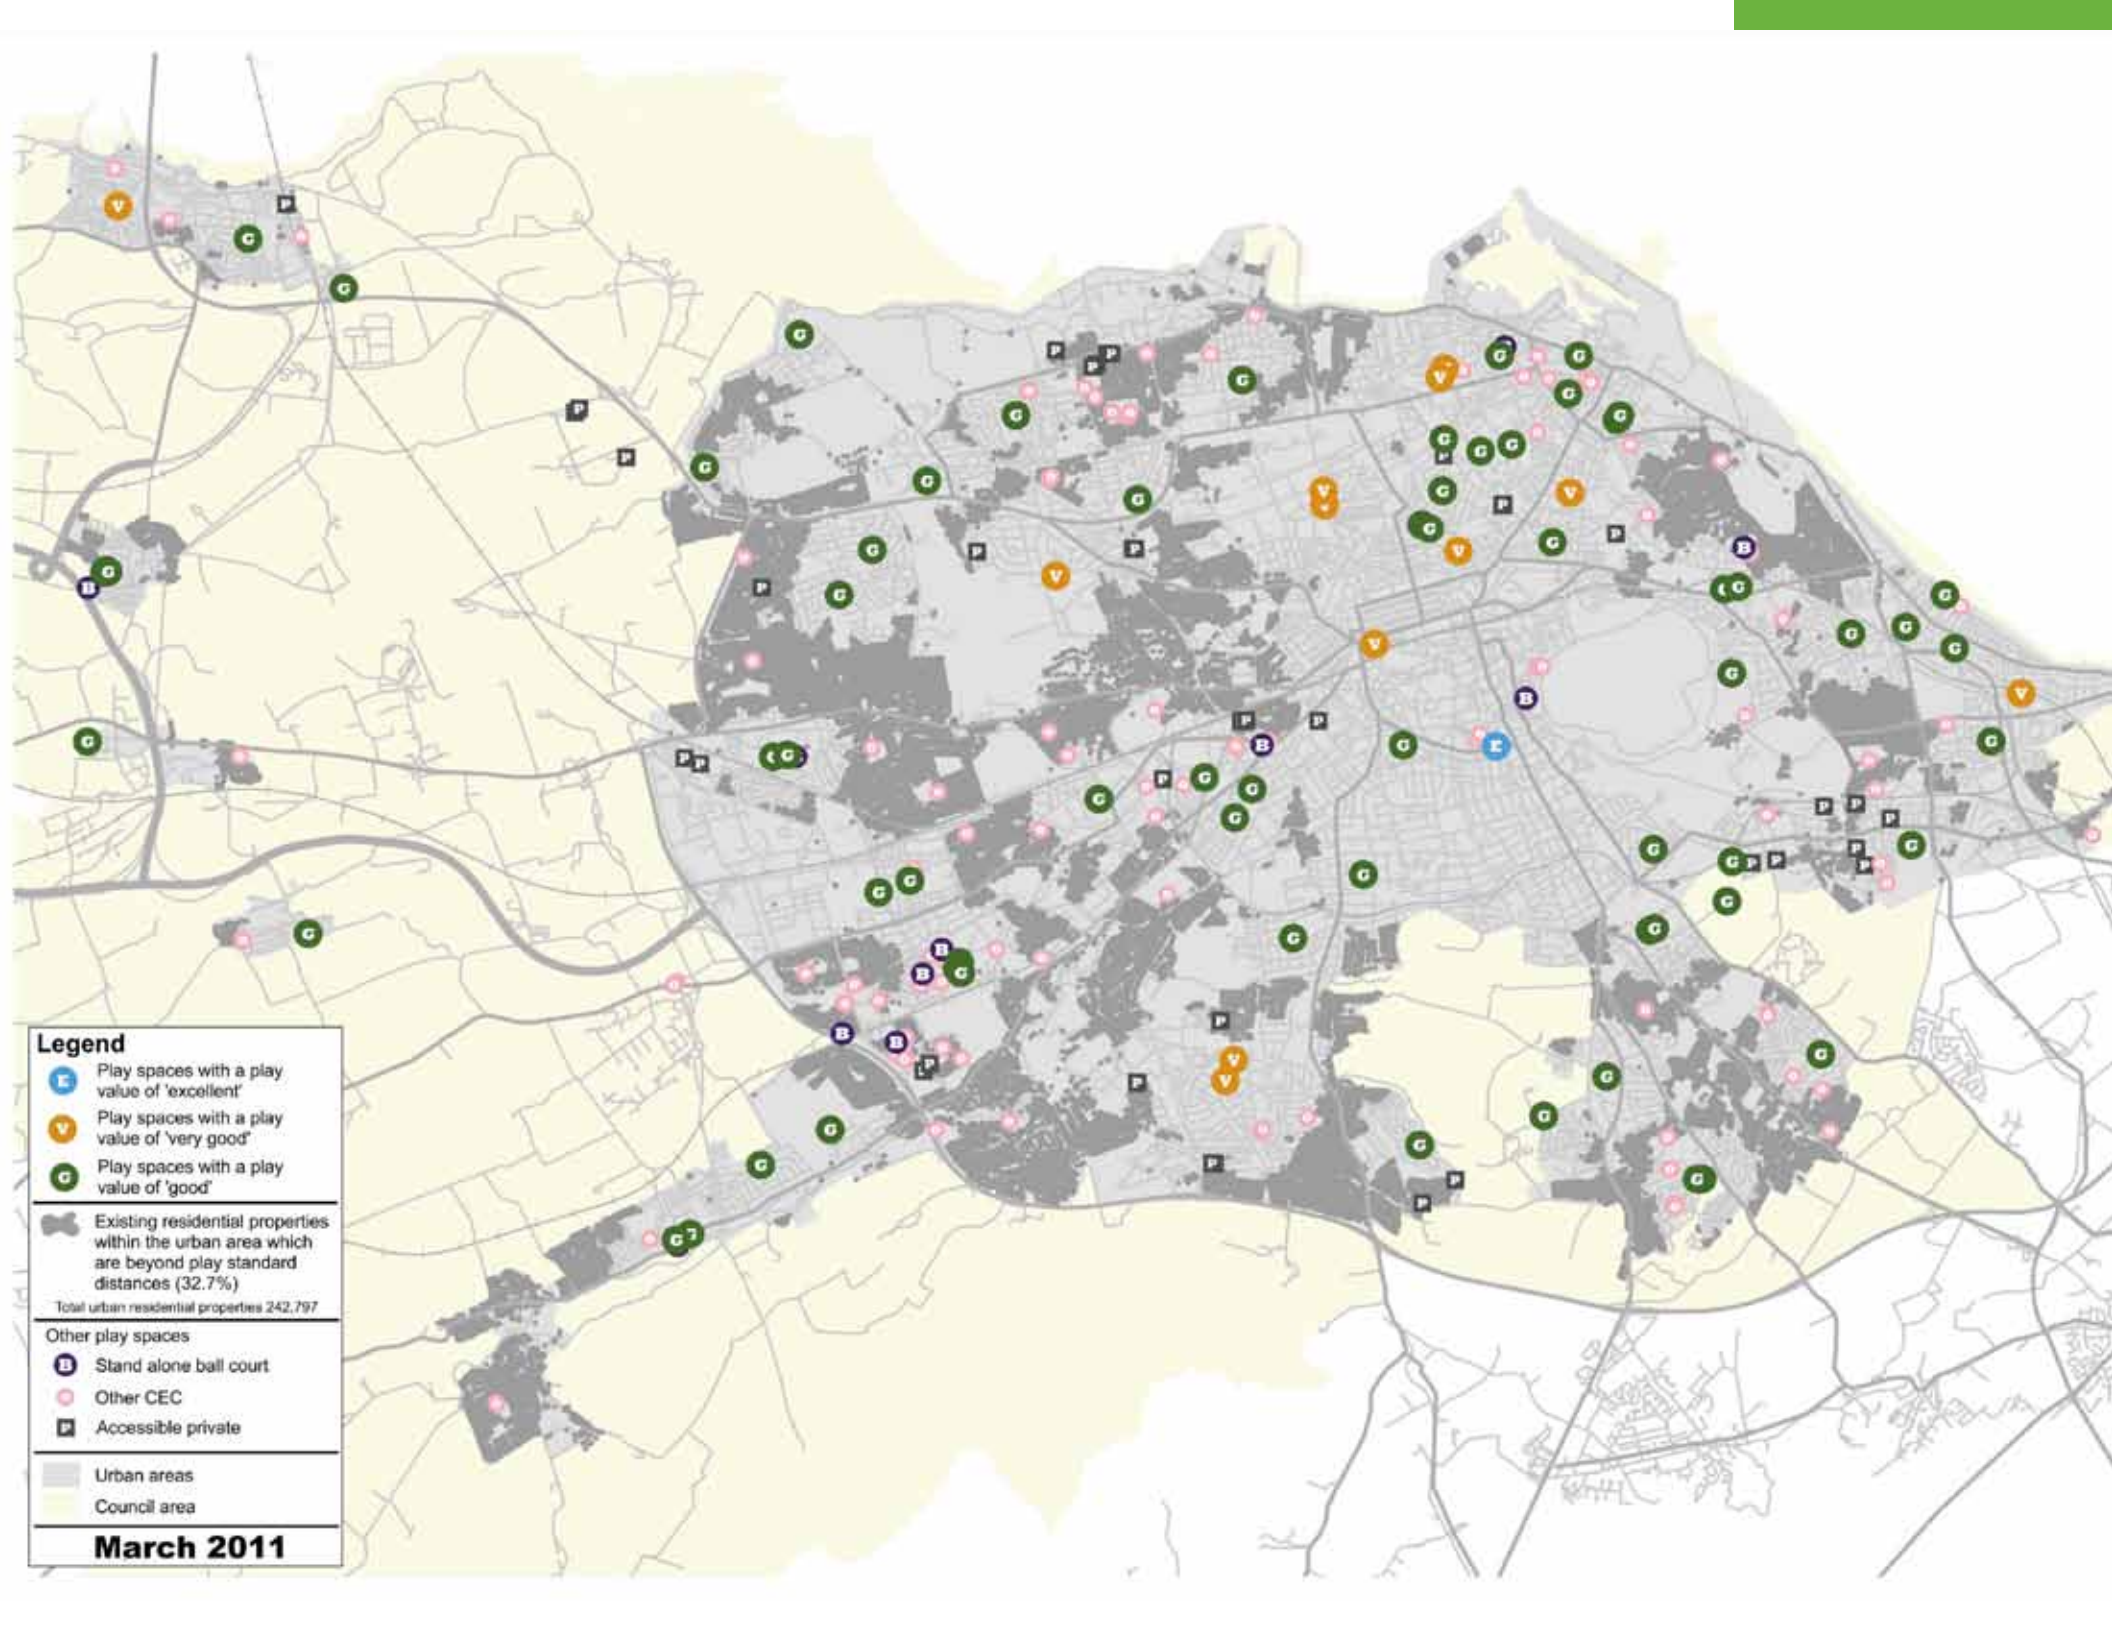 Legend
E
Play spaces with a play
value of 'excellent'
V
Play spaces with a play
value of 'very good'
G
Play spaces with a play
value of 'good'
Existing residential properties
within the urban area which
are beyond play standard
distances (32.7%)
Total urban residential properties 242,797
Other play spaces
B
Stand alone ball court
Other CEC
P
Accessible private
Urban areas
Council area
March 2011